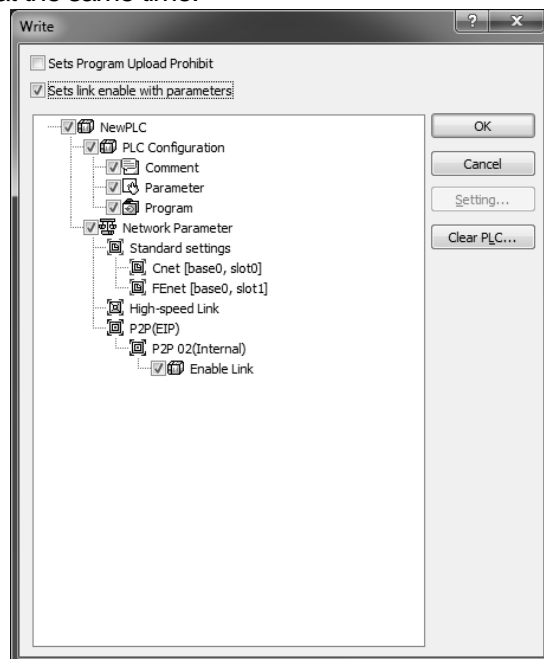 at the same time.
Write
? x
Sets Program Upload Prohibit
Sets link enable with parameters
NewPLC
OK
PLC Configuration
Comment
Cancel
Parameter
Program
Setting...
Network Parameter
Standard settings
Clear PLC...
Cnet [base0, slot0]
FEnet [base0, slot1]
High-speed Link
P2P(EIP)
P2P 02(Internal)
Enable Link